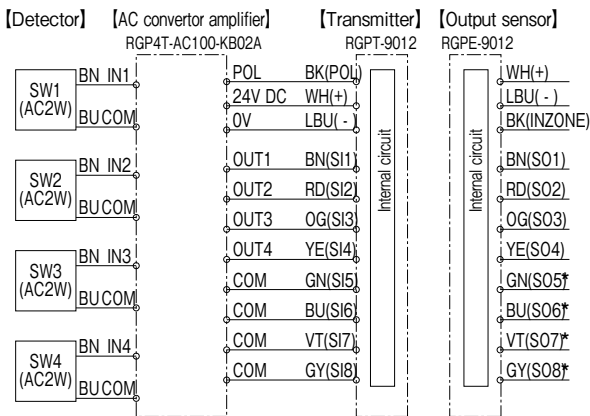 【Detector】 【AC convertor amplifier】 【Transmitter】 【Output sensor】
RGP4T-AC100-KB02A RGPT-9012 RGPE-9012
SW1
(AC2W)
BN IN1
BU COM
SW2
(AC2W)
BN IN2
BU COM
SW3
(AC2W)
BN IN3
BU COM
SW4
(AC2W)
BN IN4
BU COM
POL BK(POL)
24V DC WH(+)
0V LBU( - )
OUT1 BN(SI1)
OUT2 RD(SI2)
OUT3 OG(SI3)
OUT4 YE(SI4)
COM GN(SI5)
COM BU(SI6)
COM VT(SI7)
COM GY(SI8)
Internal circuit
Internal circuit
WH(+)
LBU( - )
BK(INZONE)
BN(SO1)
RD(SO2)
OG(SO3)
YE(SO4)
GN(SO5)*
BU(SO6)*
VT(SO7)*
GY(SO8)*